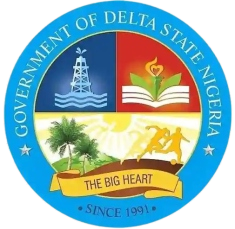 GOVERNMENT OF DELTA STATE NIGERIA
THE BIG HEART
• SINCE 1991 •